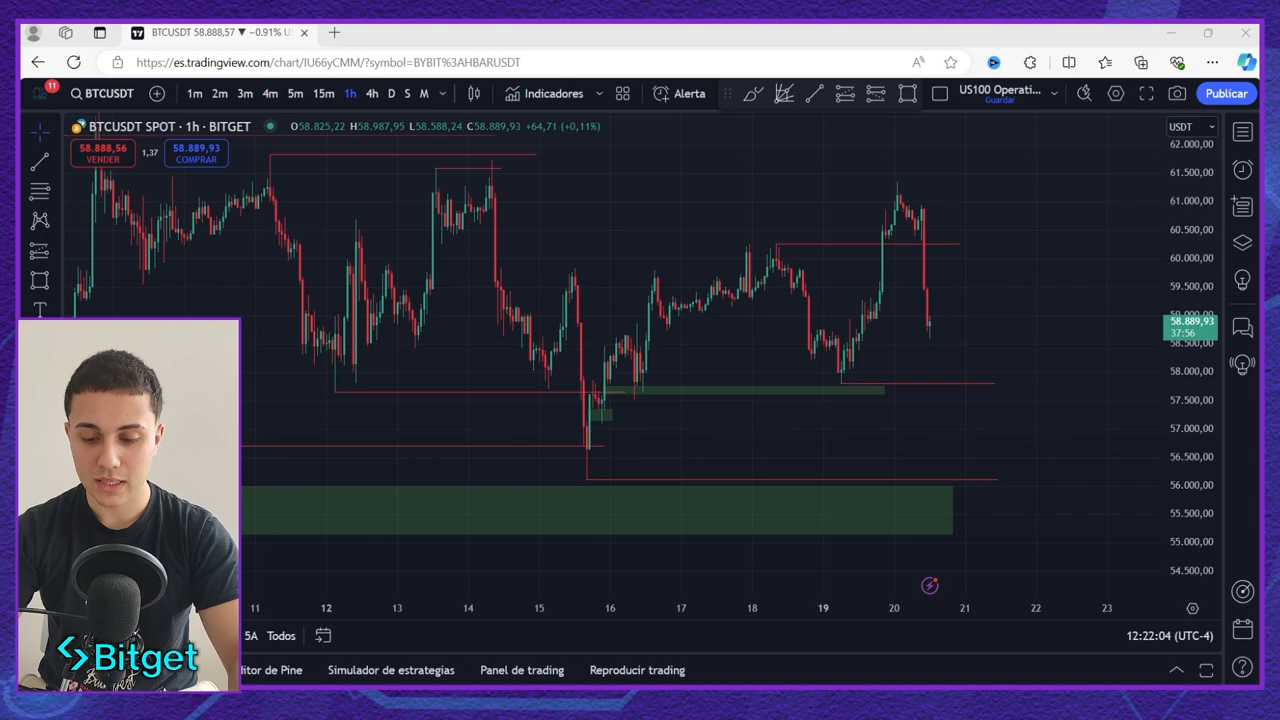 BTCUSDT 58.888,57 ▼ −0.91% U
https://es.tradingview.com/chart/IU66yCMM/?symbol=BYBIT%3AHBARUSDT
11
BTCUSDT
1m 2m 3m 4m 5m 15m 1h 4h D S M
Indicadores
Alerta
US100 Operati...
Guardar
Publicar
BTCUSDT SPOT · 1h · BITGET
O58.825,22 H58.987,95 L58.588,24 C58.889,93 +64,71 (+0,11%)
USDT
58.888,56
VENDER
1,37
58.889,93
COMPRAR
62.000,00
61.500,00
61.000,00
60.500,00
60.000,00
59.500,00
58.889,93
37:56
58.500,00
58.000,00
57.500,00
57.000,00
56.500,00
56.000,00
55.500,00
55.000,00
54.500,00
11 12 13 14 15 16 17 18 19 20 21 22 23
5A Todos
12:22:04 (UTC-4)
Bitget
itor de Pine Simulador de estrategias Panel de trading Reproducir trading